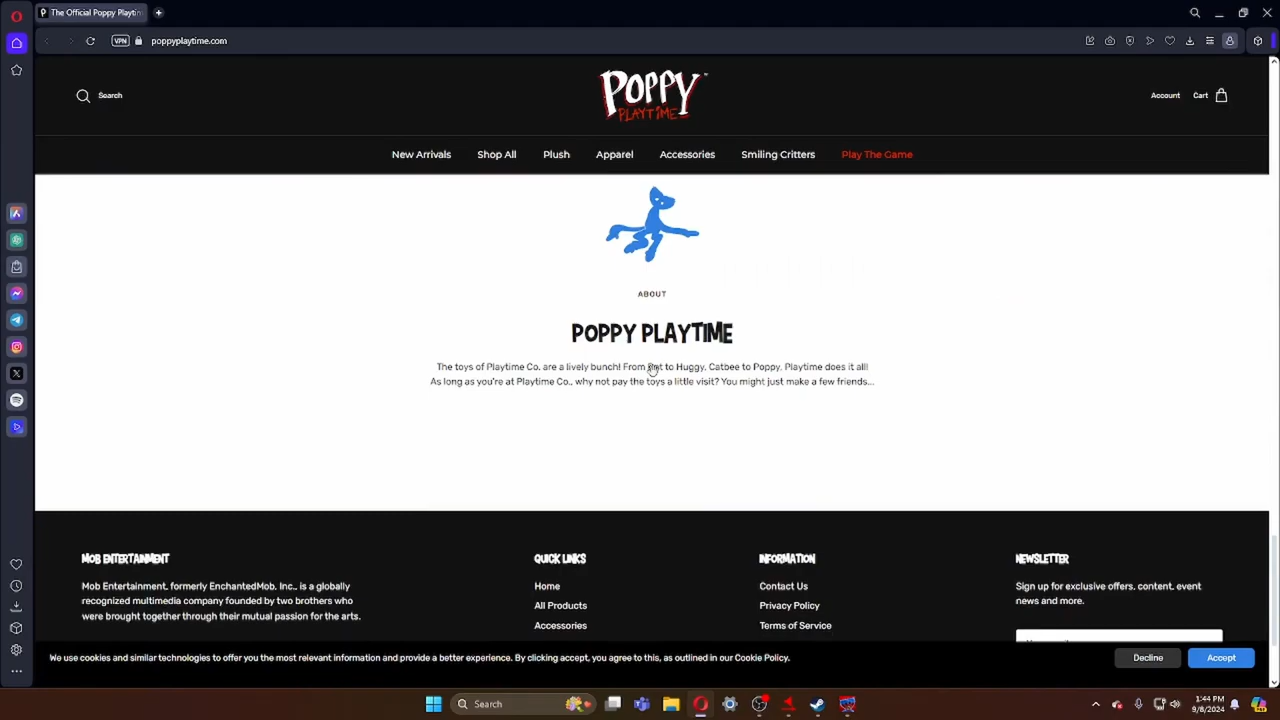 The Official Poppy Playtim
VPN
poppyplaytime.com
Search
POPPY
PLAYTIME
Account
Cart
New Arrivals
Shop All
Plush
Apparel
Accessories
Smiling Critters
Play The Game
ABOUT
POPPY PLAYTIME
The toys of Playtime Co. are a lively bunch! From to Huggy. Catbee to Poppy, Playtime does it all!
As long as you're at Playtime Co., why not pay the toys a little visit? You might just make a few friends...
MOB ENTERTAINMENT
Mob Entertainment, formerly EnchantedMob, Inc., is a globally
recognized multimedia company founded by two brothers who
were brought together through their mutual passion for the arts.
QUICK LINKS
Home
All Products
Accessories
INFORMATION
Contact Us
Privacy Policy
Terms of Service
NEWSLETTER
Sign up for exclusive offers, content, event
news and more.
We use cookies and similar technologies to offer you the most relevant information and provide a better experience. By clicking accept, you agree to this, as outlined in our Cookie Policy.
Decline
Accept
Search
1:44 PM
9/8/2024